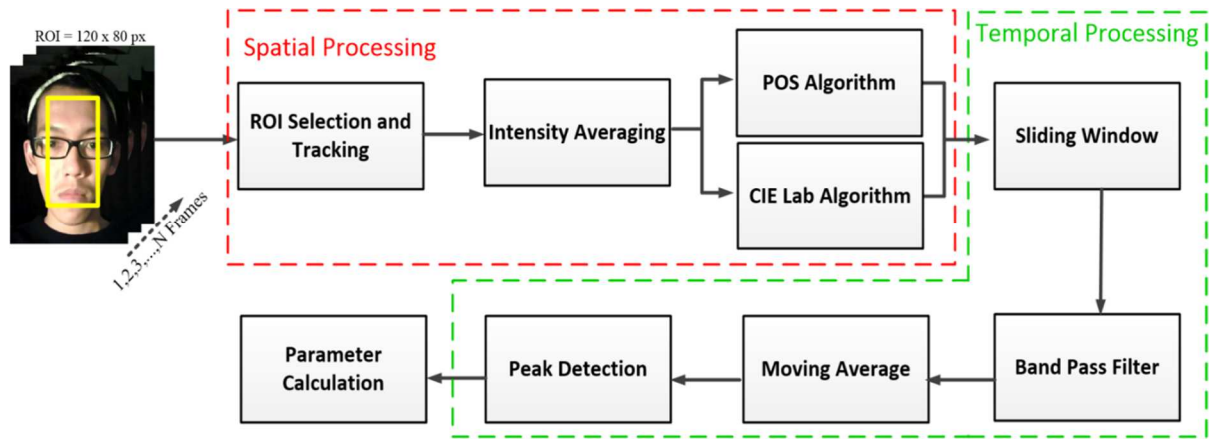 ROI = 120 x 80 px
1,2,3,...,N Frames
Spatial Processing
ROI Selection and
Tracking
Intensity Averaging
POS Algorithm
CIE Lab Algorithm
Temporal Processing
Sliding Window
Band Pass Filter
Moving Average
Peak Detection
Parameter
Calculation